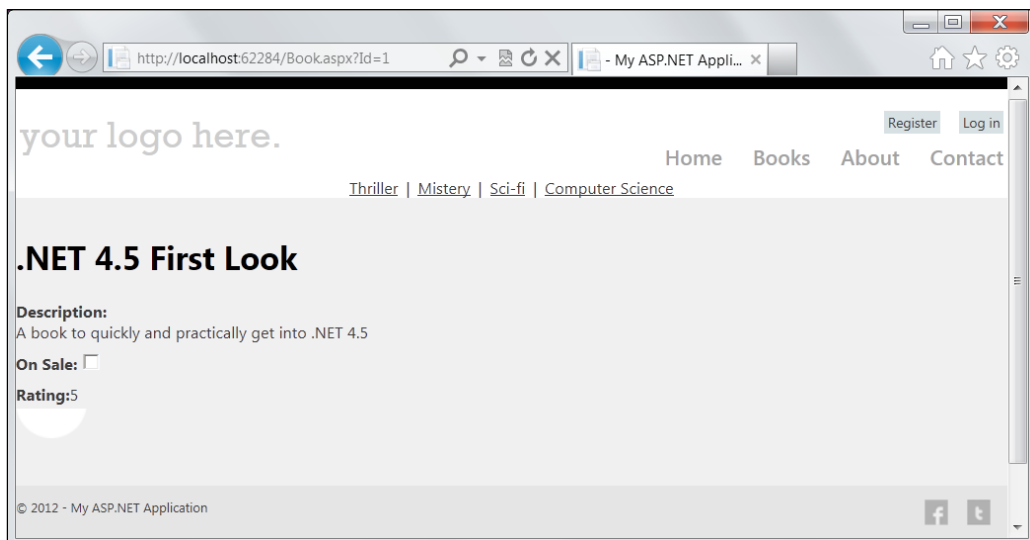 http://localhost:62284/Book.aspx?Id=1
- My ASP.NET Appli...
your logo here.
Register Log in
Home Books About Contact
Thriller | Mistery | Sci-fi | Computer Science
.NET 4.5 First Look
Description:
A book to quickly and practically get into .NET 4.5
On Sale:
Rating:5
© 2012 - My ASP.NET Application
f t